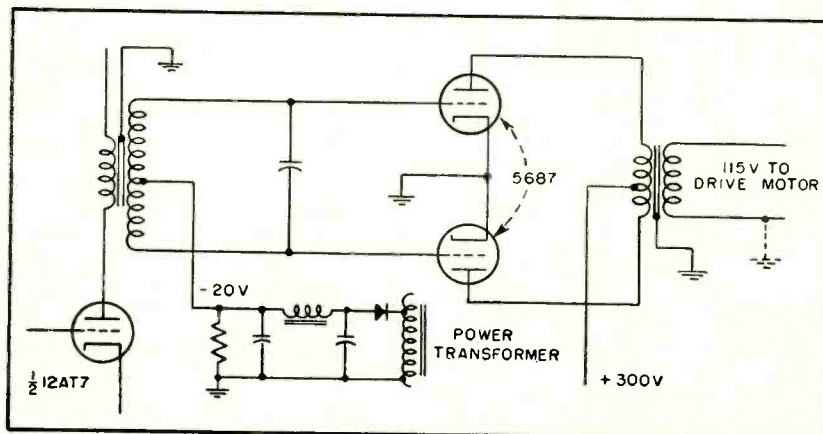 5687
115V TO
DRIVE MOTOR
-20V
POWER
TRANSFORMER
½ 12AT7
+300V